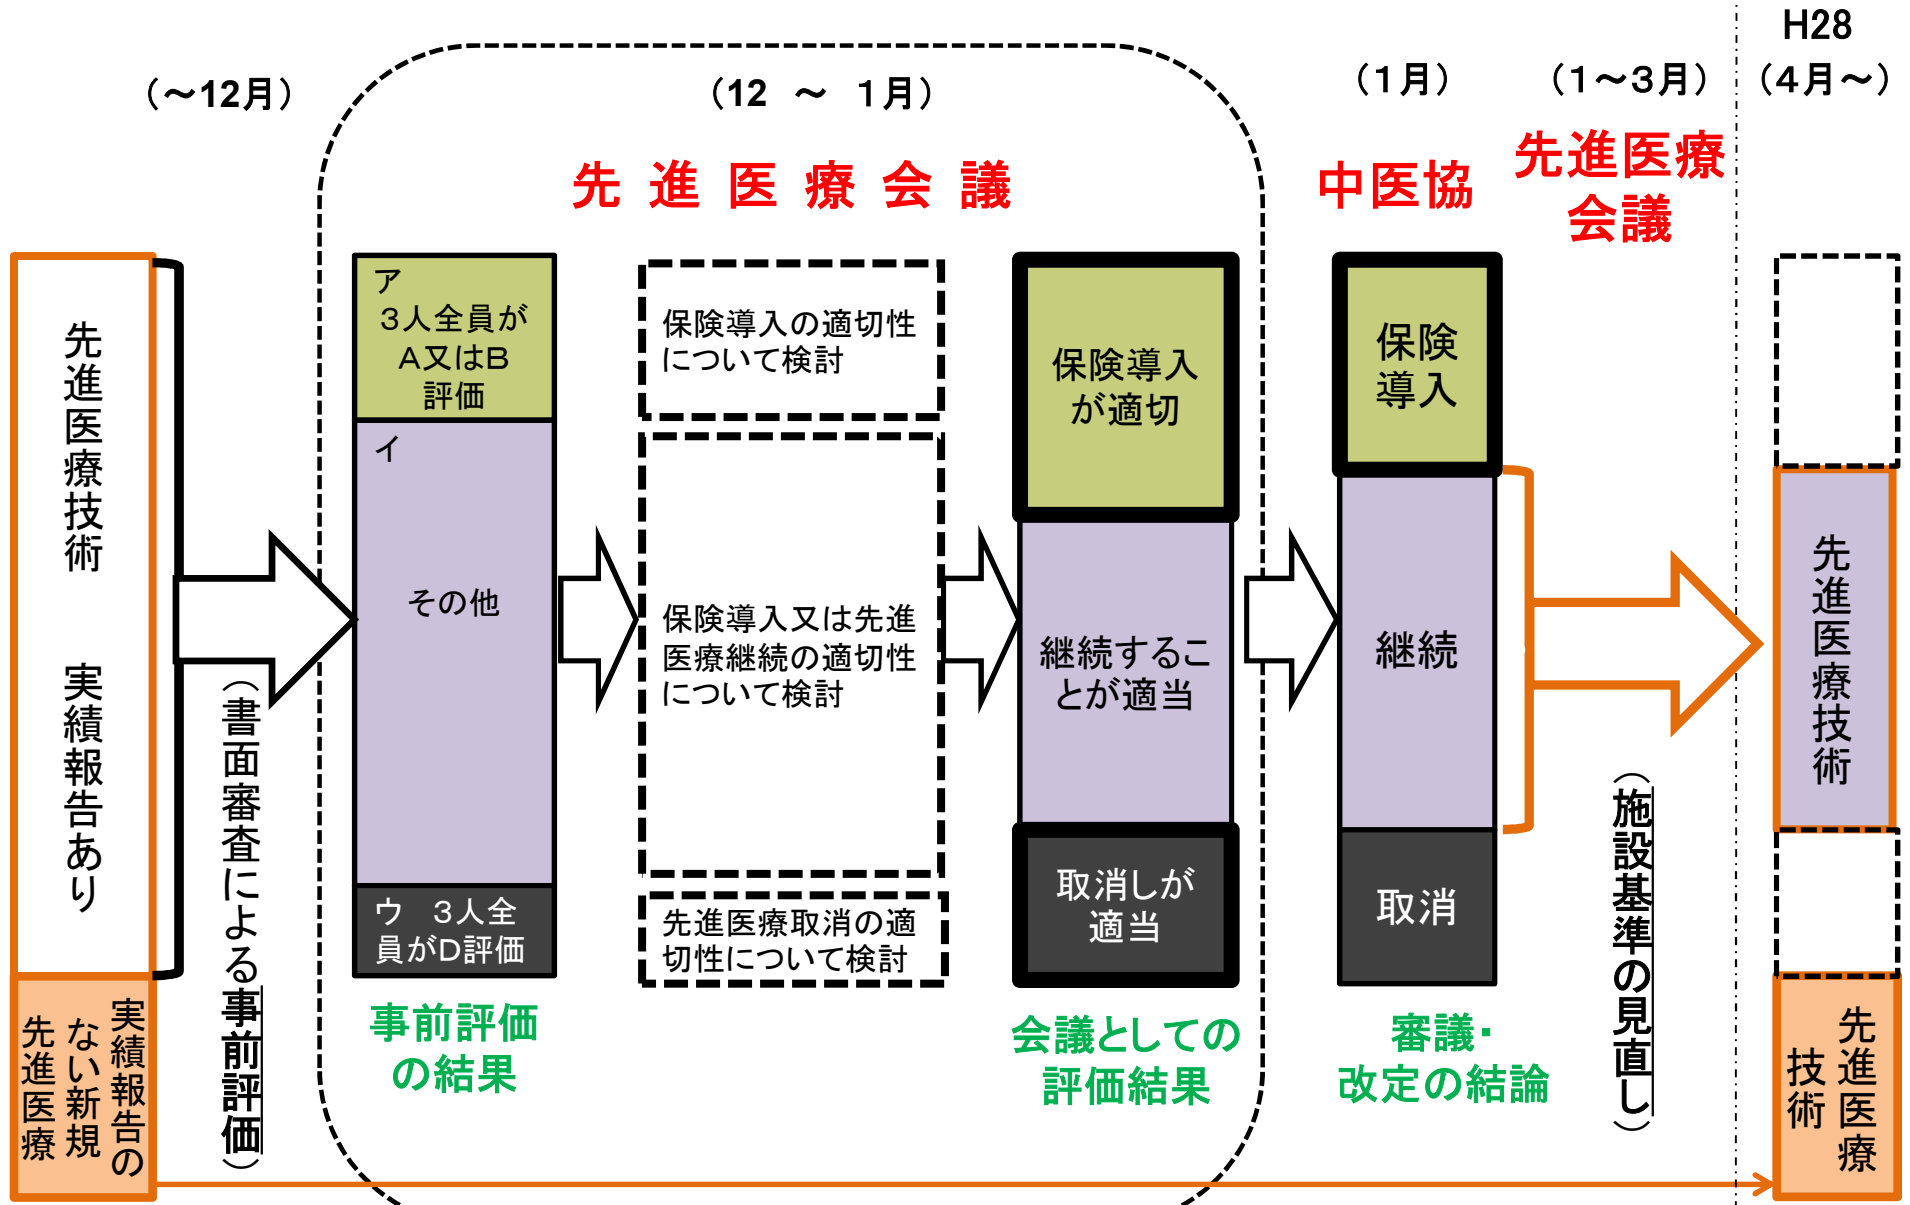 H28
（～12月）
（12 ～ 1月）
（1月）
（1～3月）
（4月～）
先進医療会議
中医協
先進医療
会議
先進医療技術 実績報告あり
実績報告の
ない新規
先進医療
（書面審査による事前評価）
ア
3人全員が
A又はB
評価
イ
その他
ウ 3人全
員がD評価
事前評価
の結果
保険導入の適切性
について検討
保険導入又は先進
医療継続の適切性
について検討
先進医療取消の適
切性について検討
保険導入
が適切
継続するこ
とが適当
取消しが
適当
会議としての
評価結果
保険
導入
継続
取消
審議・
改定の結論
（施設基準の見直し）
先進医療技術
先進医療
技術